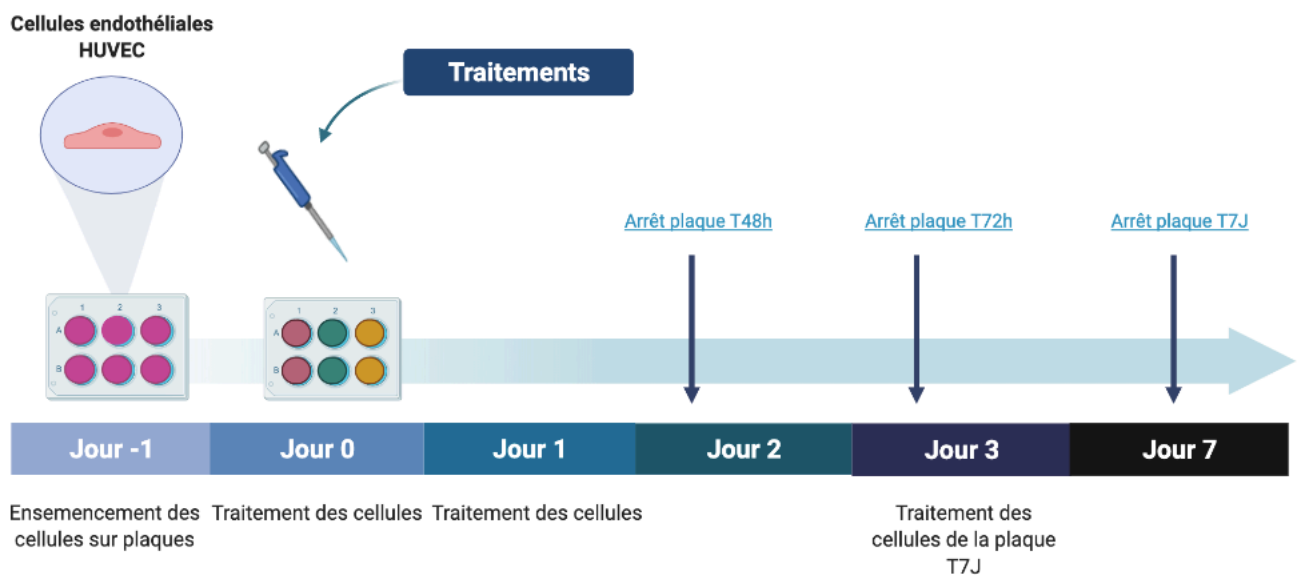 Cellules endothéliales
HUVEC
Traitements
Arrêt plaque T48h
Arrêt plaque T72h
Arrêt plaque T7J
1 2 3
A
B
1 2 3
A
B
Jour -1
Jour 0
Jour 1
Jour 2
Jour 3
Jour 7
Ensemencement des
cellules sur plaques
Traitement des cellules
Traitement des cellules
Traitement des
cellules de la plaque
T7J